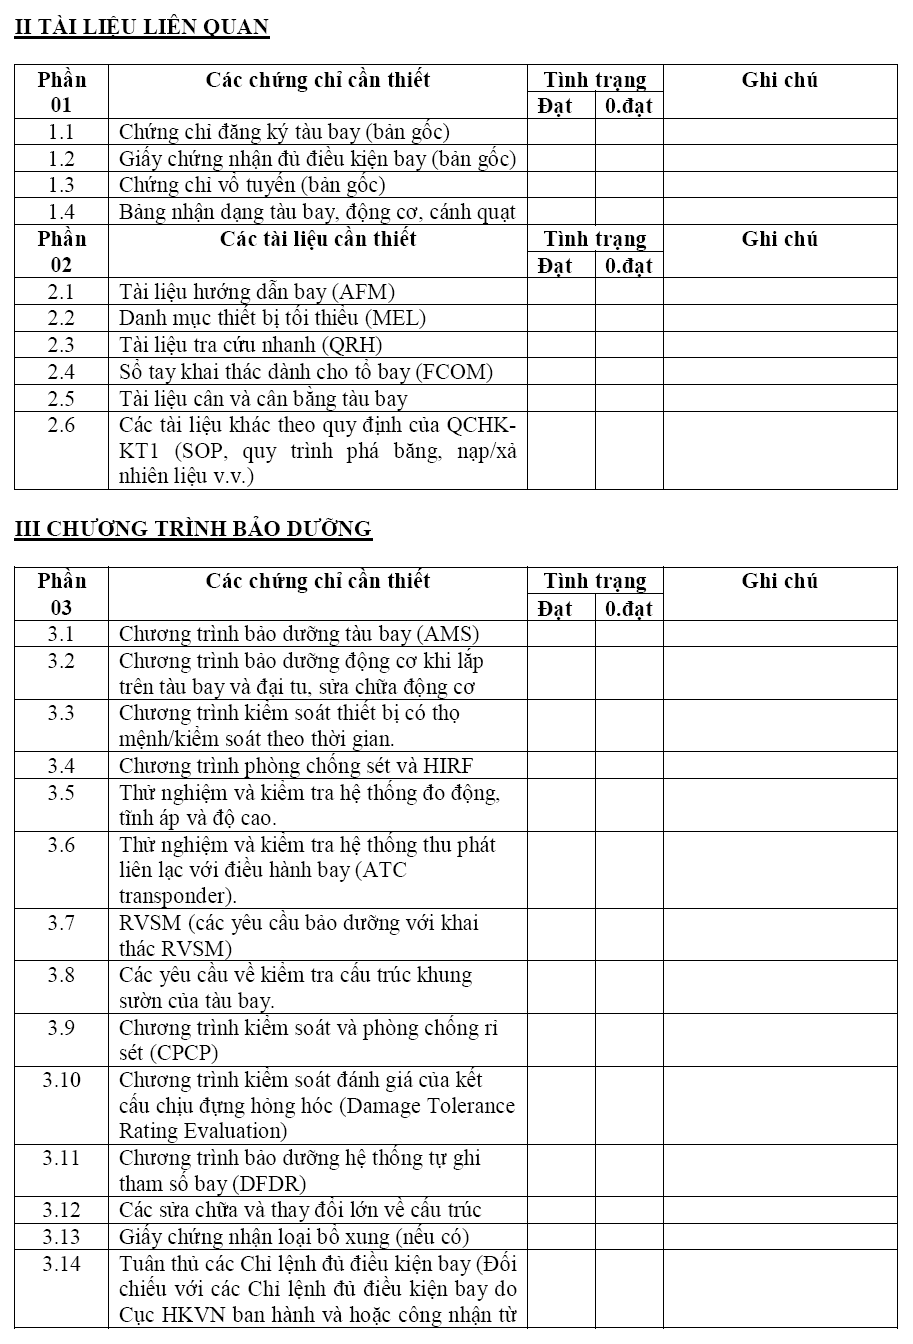 II TÀI LIỆU LIÊN QUAN
Phần 01 Các chứng chỉ cần thiết Tình trạng Ghi chú
Đạt 0.đạt
1.1 Chứng chỉ đăng ký tàu bay (bản gốc)
1.2 Giấy chứng nhận đủ điều kiện bay (bản gốc)
1.3 Chứng chỉ vô tuyến (bản gốc)
1.4 Bảng nhận dạng tàu bay, động cơ, cánh quạt
Phần 02 Các tài liệu cần thiết Tình trạng Ghi chú
Đạt 0.đạt
2.1 Tài liệu hướng dẫn bay (AFM)
2.2 Danh mục thiết bị tối thiểu (MEL)
2.3 Tài liệu tra cứu nhanh (QRH)
2.4 Sổ tay khai thác dành cho tổ bay (FCOM)
2.5 Tài liệu cân và cân bằng tàu bay
2.6 Các tài liệu khác theo quy định của QCHK-
KT1 (SOP, quy trình phá băng, nạp/xả
nhiên liệu v.v.)
III CHƯƠNG TRÌNH BẢO DƯỠNG
Phần 03 Các chứng chỉ cần thiết Tình trạng Ghi chú
Đạt 0.đạt
3.1 Chương trình bảo dưỡng tàu bay (AMS)
3.2 Chương trình bảo dưỡng động cơ khi lắp
trên tàu bay và đại tu, sửa chữa động cơ
3.3 Chương trình kiểm soát thiết bị có thọ
mệnh/kiểm soát theo thời gian.
3.4 Chương trình phòng chống sét và HIRF
3.5 Thử nghiệm và kiểm tra hệ thống đo động,
tĩnh áp và độ cao.
3.6 Thử nghiệm và kiểm tra hệ thống thu phát
liên lạc với điều hành bay (ATC
transponder).
3.7 RVSM (các yêu cầu bảo dưỡng với khai
thác RVSM)
3.8 Các yêu cầu về kiểm tra cấu trúc khung
sườn của tàu bay.
3.9 Chương trình kiểm soát và phòng chống rỉ
sét (CPCP)
3.10 Chương trình kiểm soát đánh giá của kết
cấu chịu đựng hỏng hóc (Damage Tolerance
Rating Evaluation)
3.11 Chương trình bảo dưỡng hệ thống tự ghi
tham số bay (DFDR)
3.12 Các sửa chữa và thay đổi lớn về cấu trúc
3.13 Giấy chứng nhận loại bổ xung (nếu có)
3.14 Tuân thủ các Chỉ lệnh đủ điều kiện bay (Đối
chiếu với các Chỉ lệnh đủ điều kiện bay do
Cục HKVN ban hành và hoặc công nhận từ